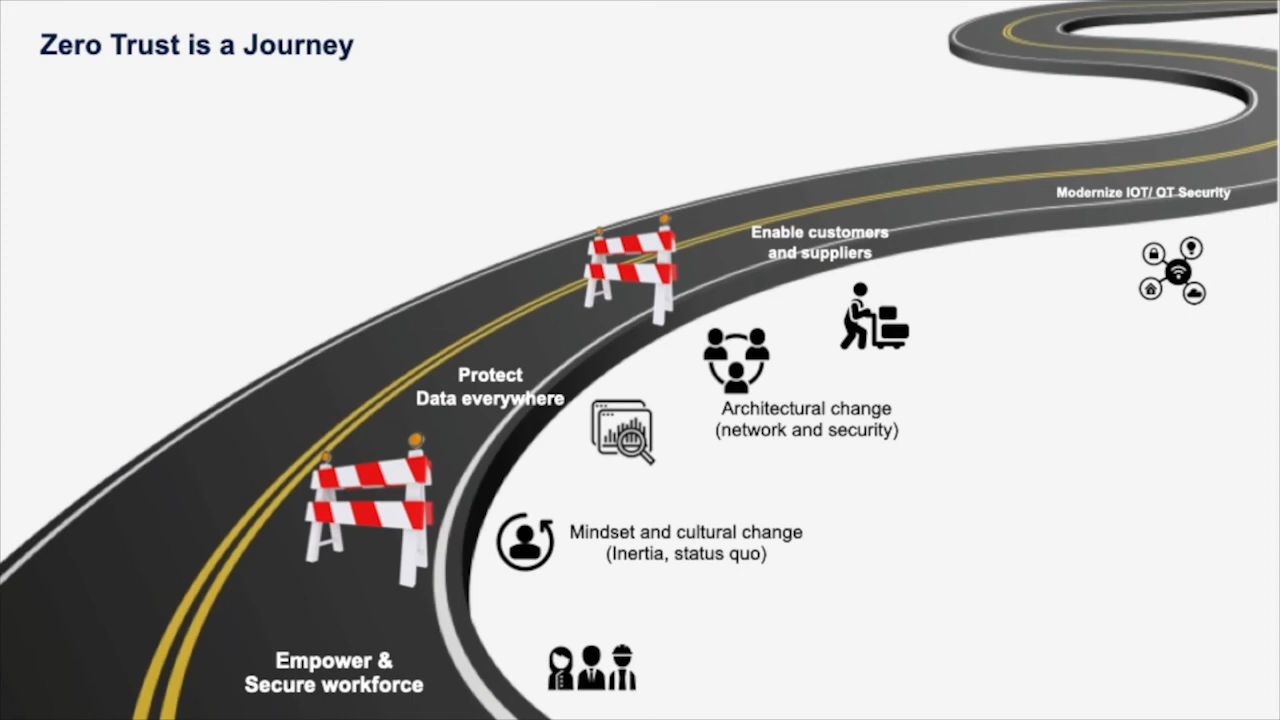 Zero Trust is a Journey
Modernize IOT/ OT Security
Enable customers
and suppliers
Protect
Data everywhere
Architectural change
(network and security)
Mindset and cultural change
(Inertia, status quo)
Empower &
Secure workforce